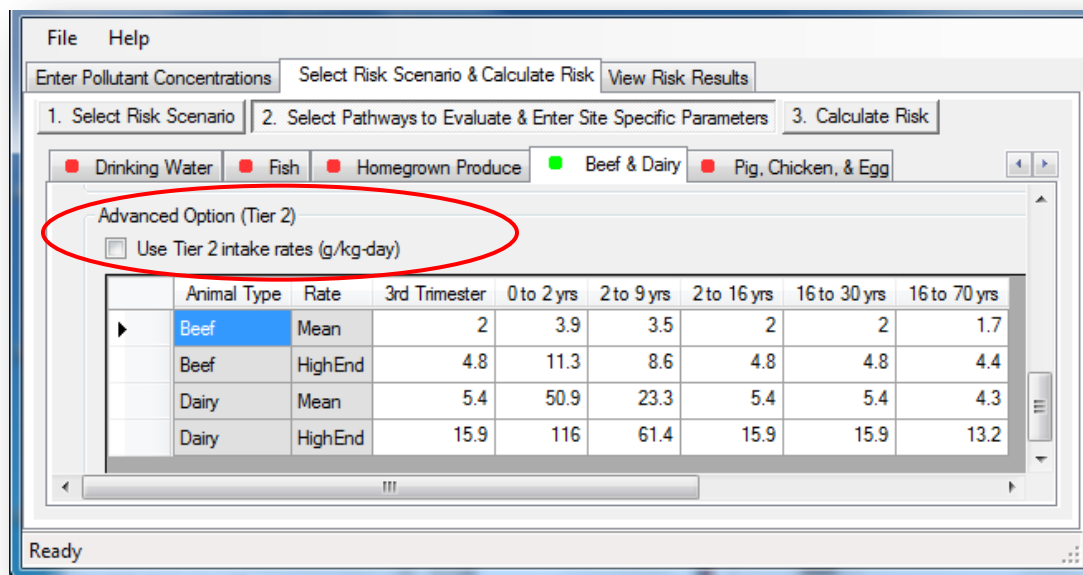 File Help
Enter Pollutant Concentrations Select Risk Scenario & Calculate Risk View Risk Results
1. Select Risk Scenario 2. Select Pathways to Evaluate & Enter Site Specific Parameters 3. Calculate Risk
Drinking Water Fish Homegrown Produce Beef & Dairy Pig, Chicken, & Egg
Advanced Option (Tier 2)
Use Tier 2 intake rates (g/kg-day)
Animal Type Rate 3rd Trimester 0 to 2 yrs 2 to 9 yrs 2 to 16 yrs 16 to 30 yrs 16 to 70 yrs
Beef Mean 2 3.9 3.5 2 2 1.7
Beef HighEnd 4.8 11.3 8.6 4.8 4.8 4.4
Dairy Mean 5.4 50.9 23.3 5.4 5.4 4.3
Dairy HighEnd 15.9 116 61.4 15.9 15.9 13.2
Ready